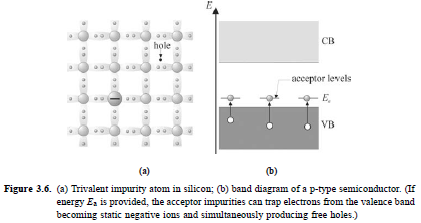 E
CB
hole
acceptor levels
Eₐ
VB
(a)
(b)
Figure 3.6. (a) Trivalent impurity atom in silicon; (b) band diagram of a p-type semiconductor. (If
energy Eₐ is provided, the acceptor impurities can trap electrons from the valence band
becoming static negative ions and simultaneously producing free holes.)